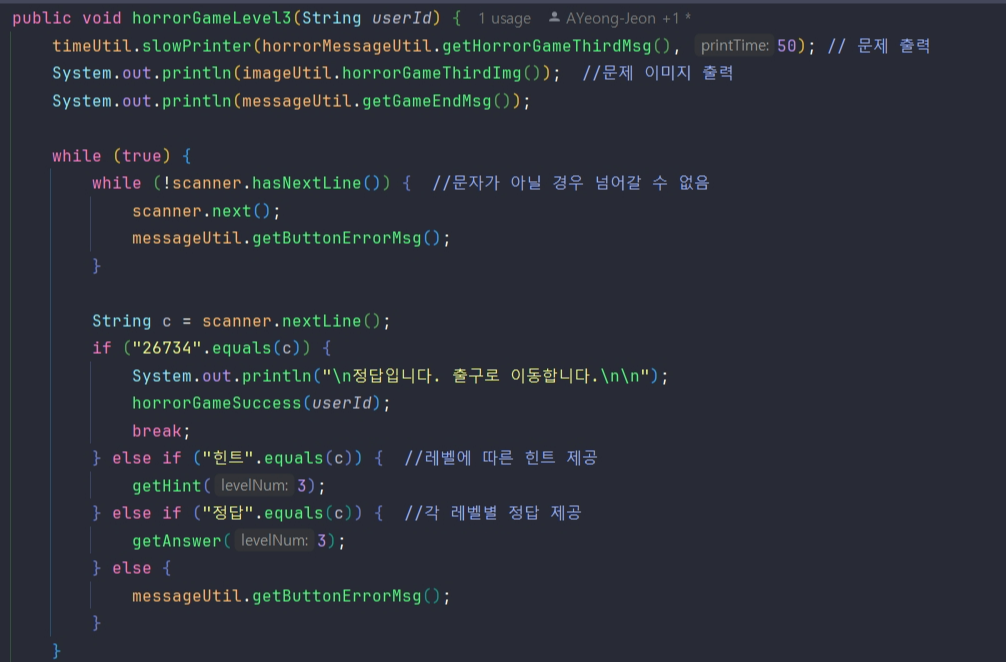 public void horrorGameLevel3(String userId) { 1 usage AYeong-Jeon +1 *
timeUtil.slowPrinter(horrorMessageUtil.getHorrorGameThirdMsg(), printTime: 50); // 문제 출력
System.out.println(imageUtil.horrorGameThirdImg()); //문제 이미지 출력
System.out.println(messageUtil.getGameEndMsg());
while (true) {
while (!scanner.hasNextLine()) { //문자가 아닐 경우 넘어갈 수 없음
scanner.next();
messageUtil.getButtonErrorMsg();
}
String c = scanner.nextLine();
if ("26734".equals(c)) {
System.out.println("\n정답입니다. 출구로 이동합니다.\n\n");
horrorGameSuccess(userId);
break;
} else if ("힌트".equals(c)) { //레벨에 따른 힌트 제공
getHint( levelNum: 3);
} else if ("정답".equals(c)) { //각 레벨별 정답 제공
getAnswer( levelNum: 3);
} else {
messageUtil.getButtonErrorMsg();
}
}